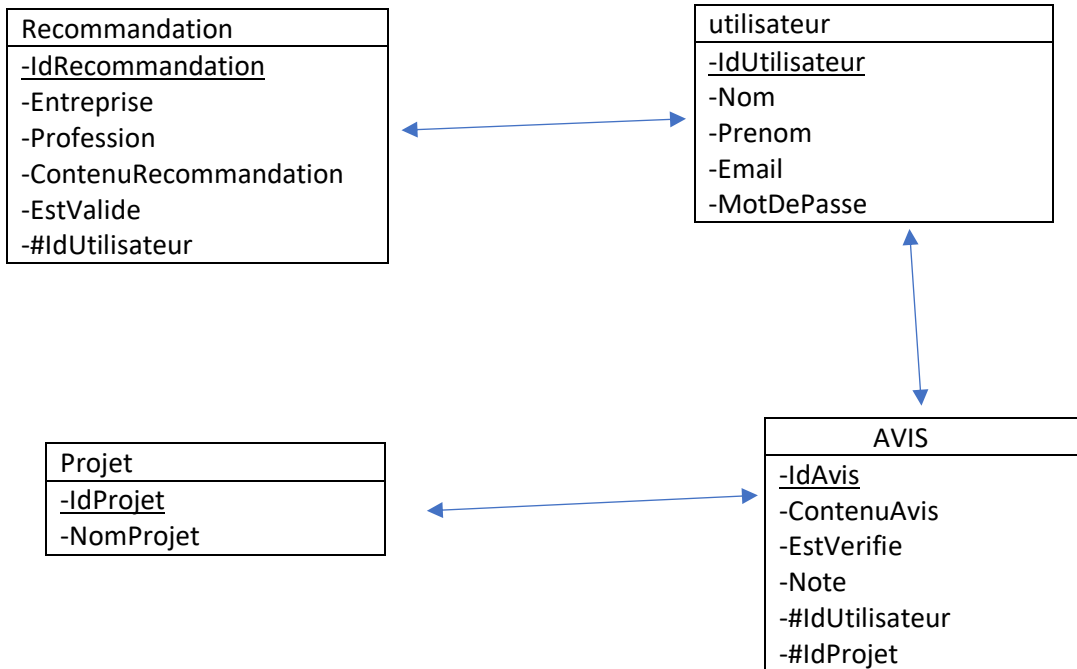 Recommandation
-IdRecommandation
-Entreprise
-Profession
-ContenuRecommandation
-EstValide
-#IdUtilisateur
utilisateur
-IdUtilisateur
-Nom
-Prenom
-Email
-MotDePasse
Projet
-IdProjet
-NomProjet
AVIS
-IdAvis
-ContenuAvis
-EstVerifie
-Note
-#IdUtilisateur
-#IdProjet